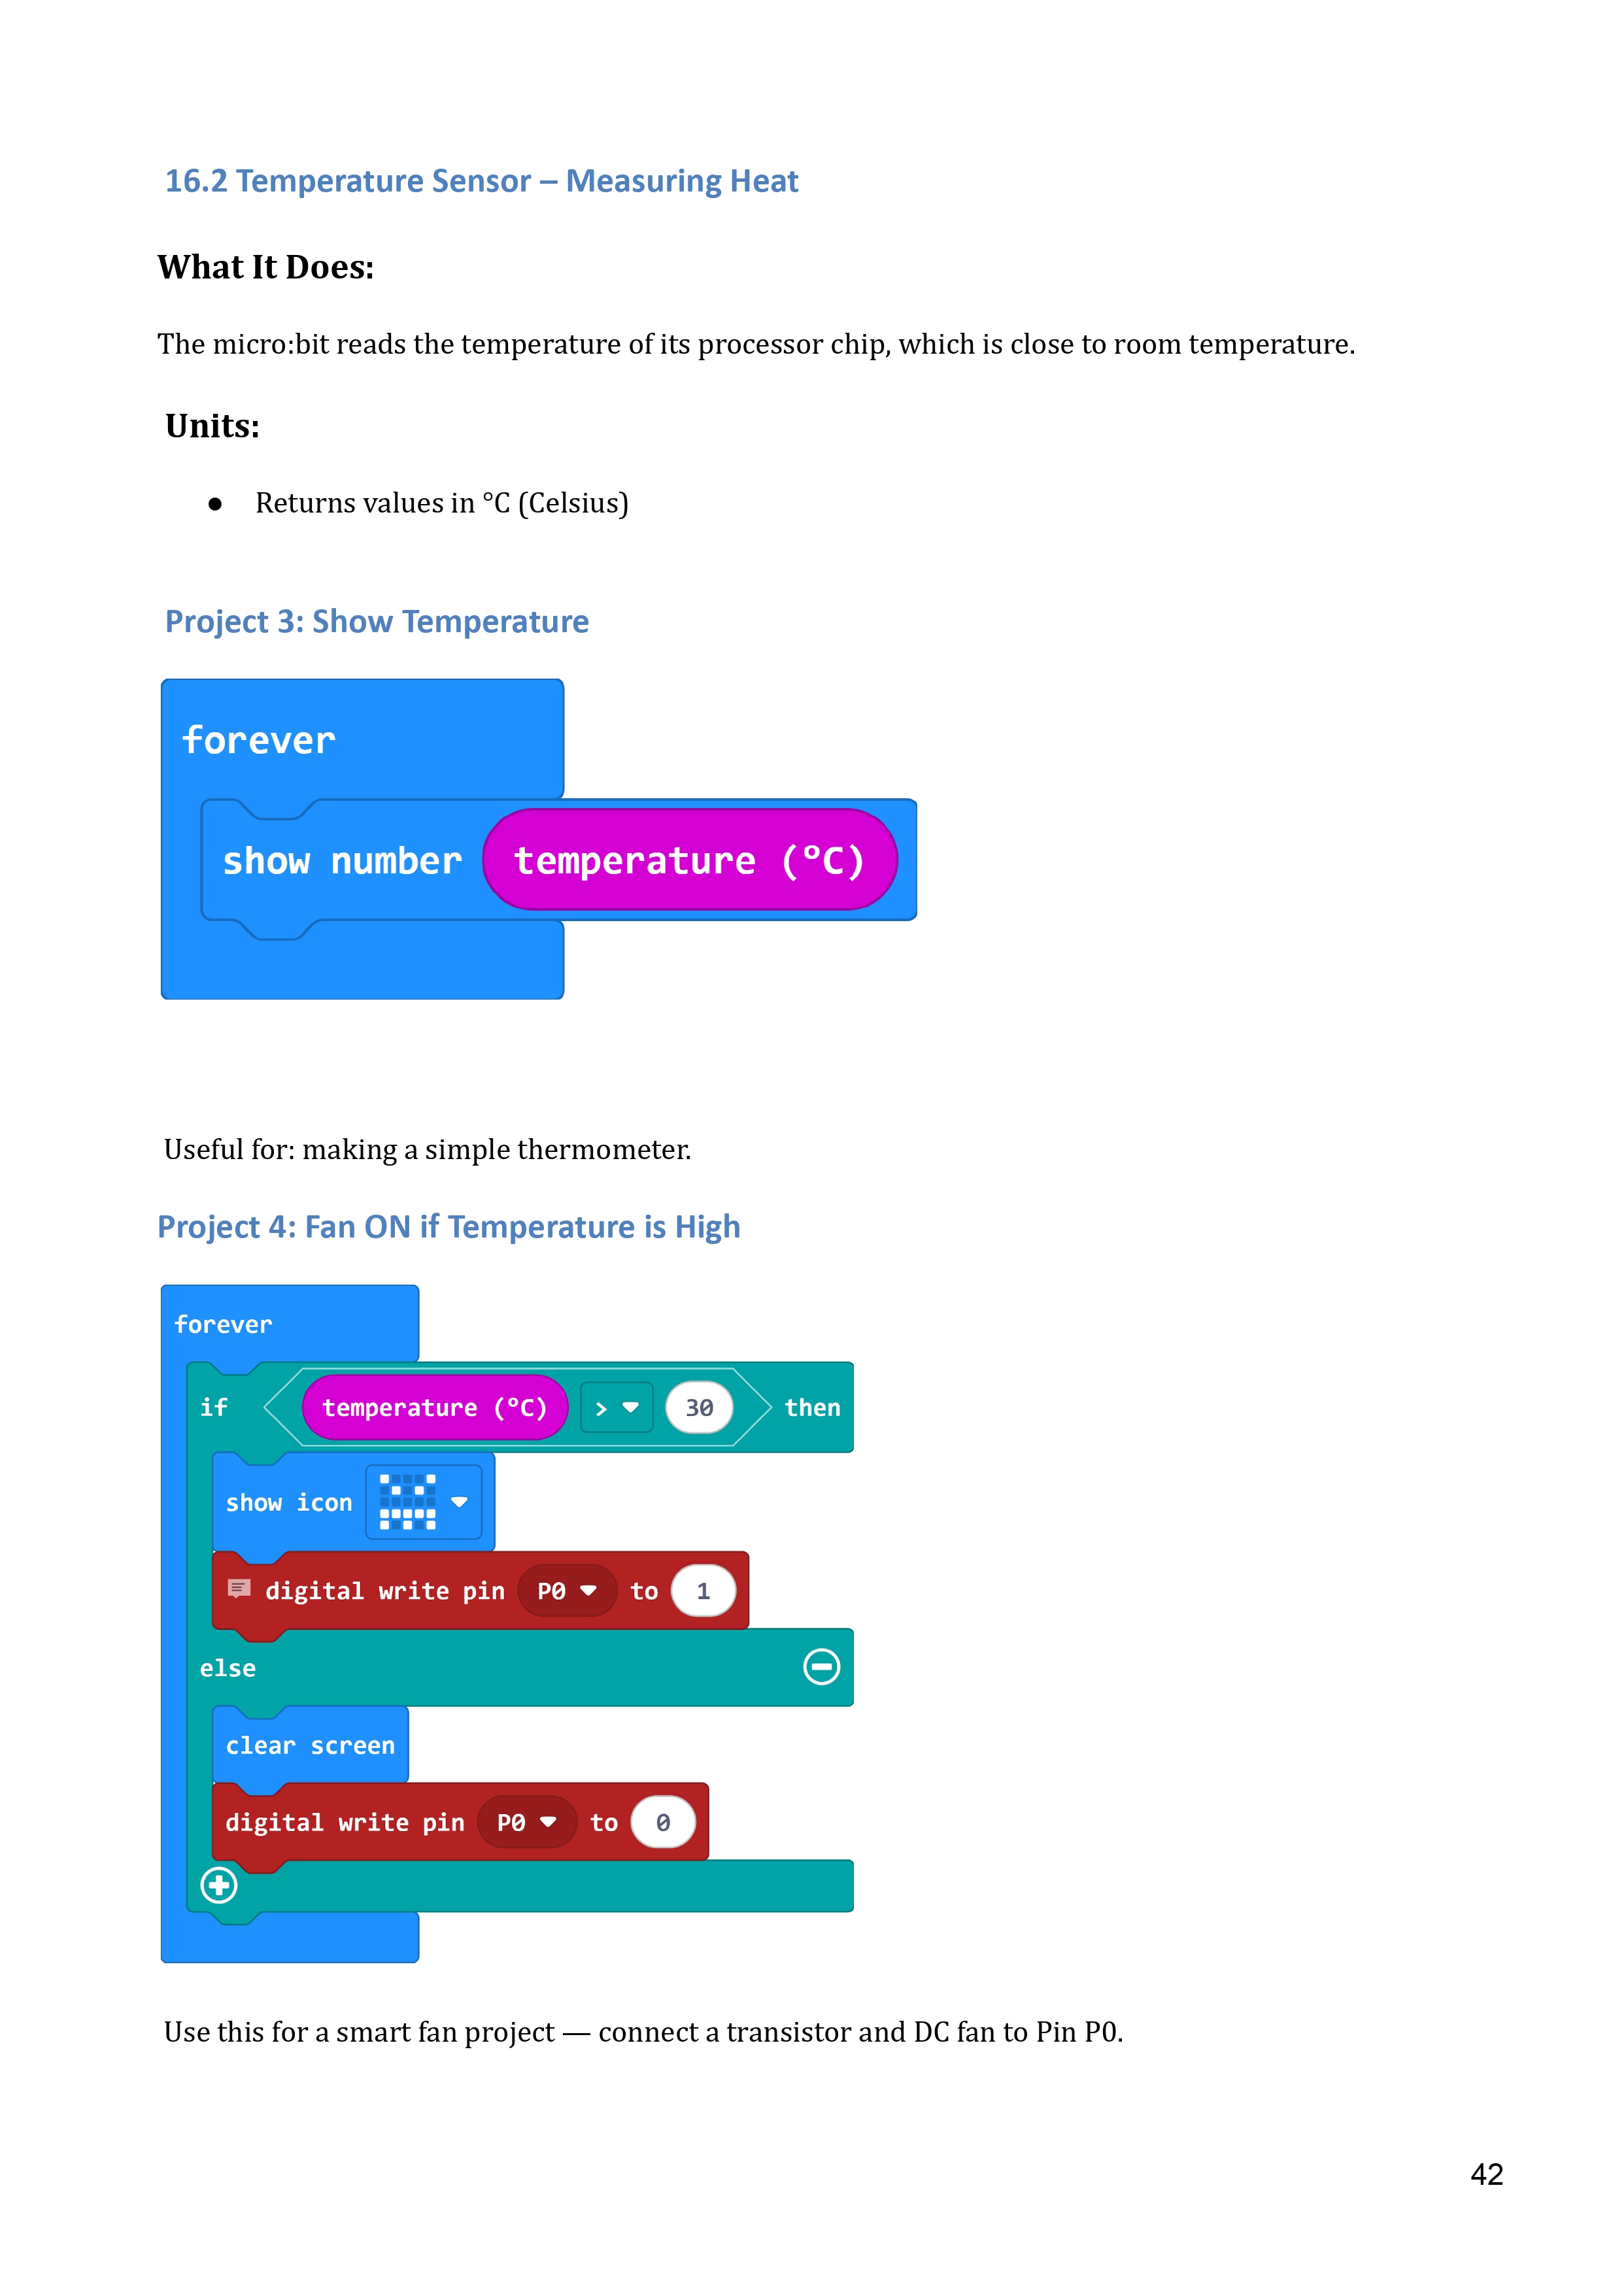 16.2 Temperature Sensor – Measuring Heat
What It Does:
The micro:bit reads the temperature of its processor chip, which is close to room temperature.
Units:
● Returns values in °C (Celsius)
Project 3: Show Temperature
forever
show number temperature (°C)
Useful for: making a simple thermometer.
Project 4: Fan ON if Temperature is High
forever
if temperature (°C) > 30 then
show icon
digital write pin P0 to 1
else
clear screen
digital write pin P0 to 0
Use this for a smart fan project — connect a transistor and DC fan to Pin P0.
42